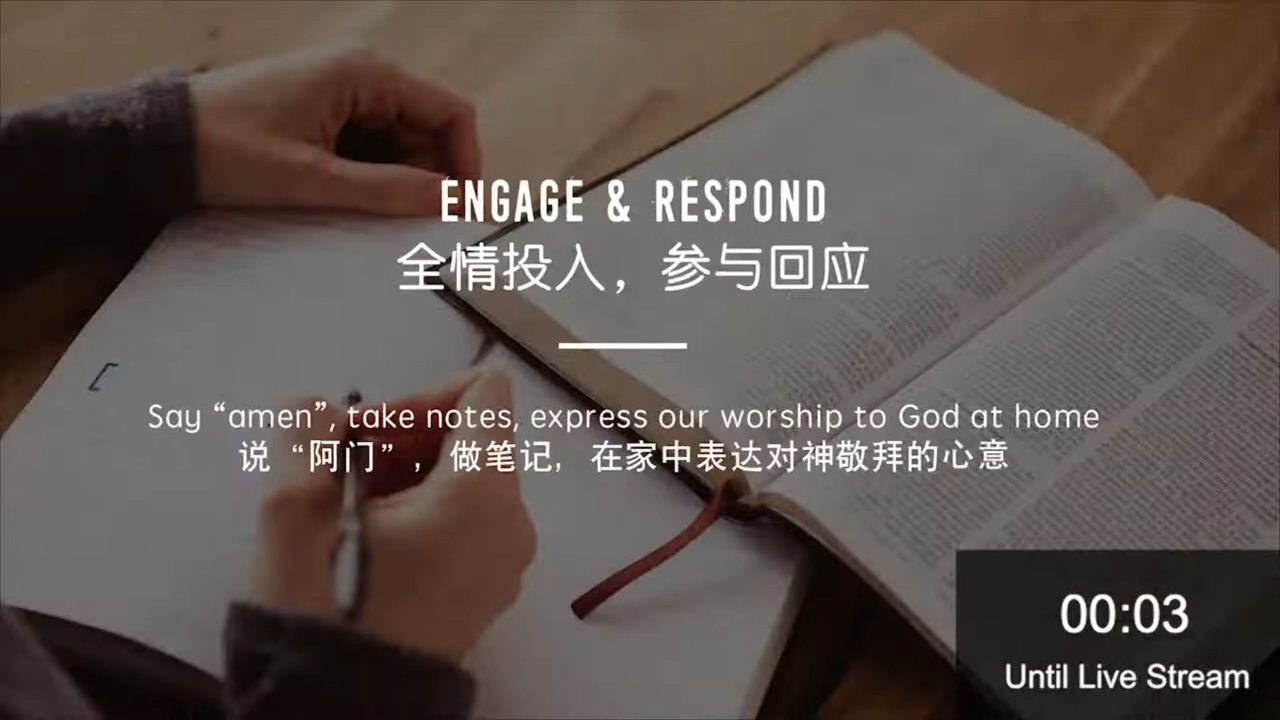 ENGAGE & RESPOND
全情投入，参与回应
Say “amen”, take notes, express our worship to God at home
说“阿门”，做笔记，在家中表达对神敬拜的心意
00:03
Until Live Stream